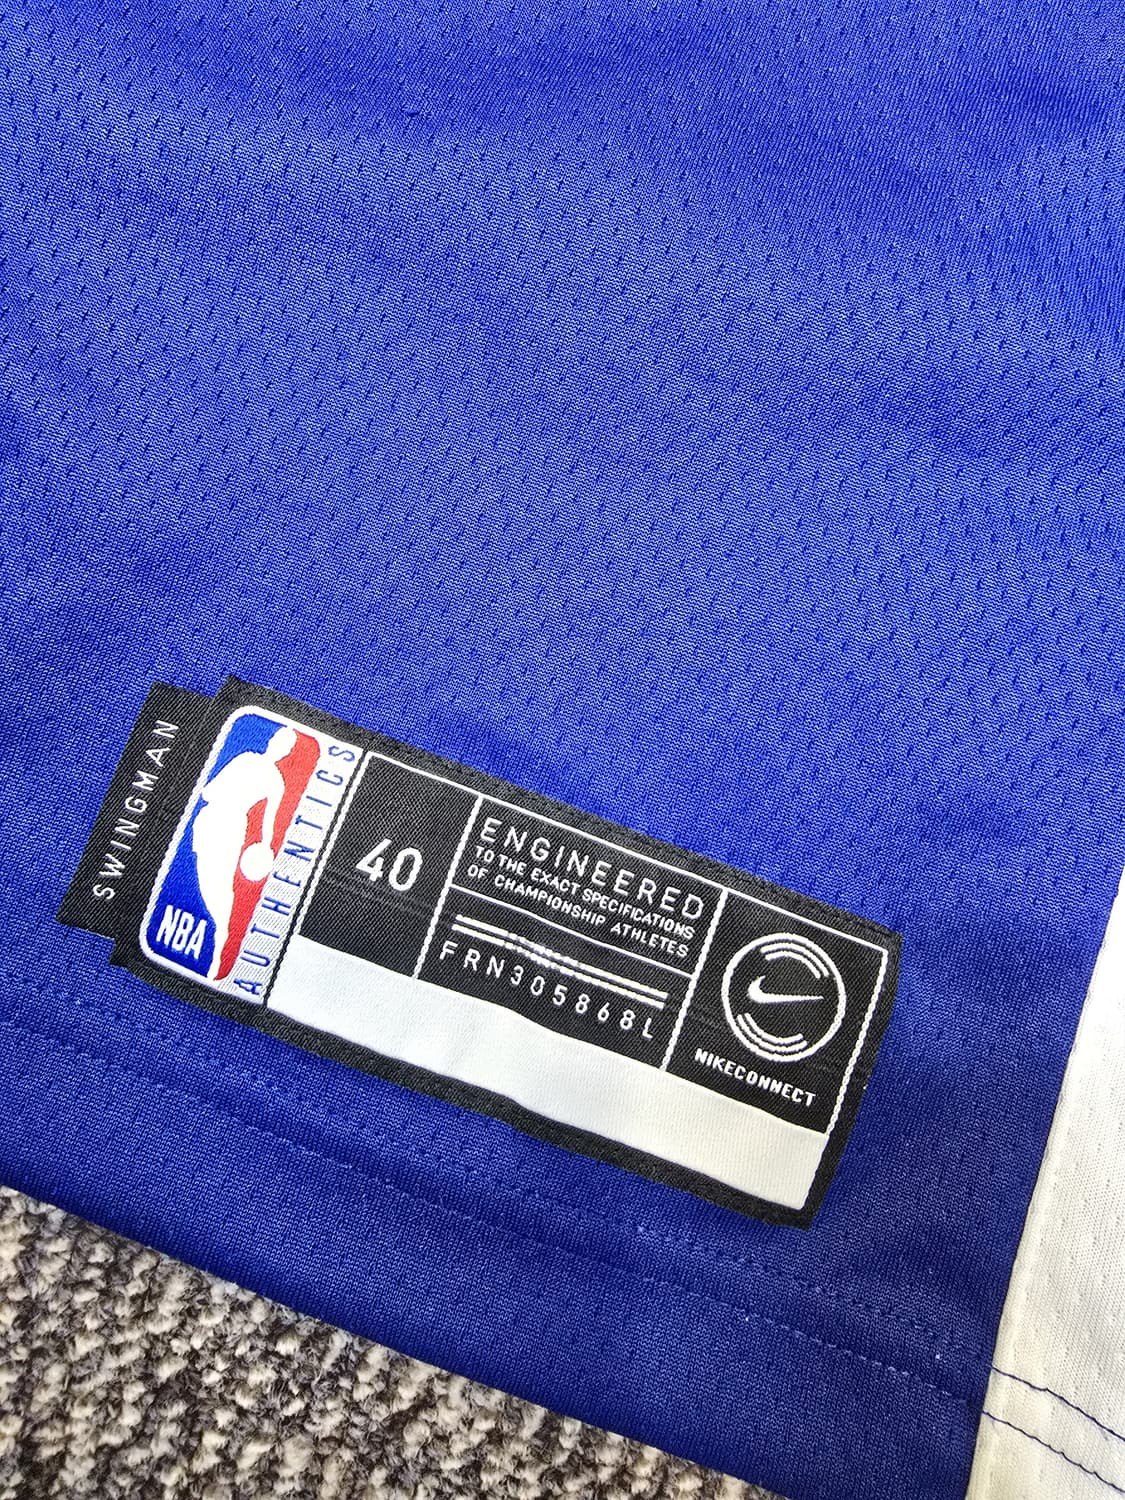 SWINGMAN
NBA
AUTHENTICS
40
ENGINEERED
TO THE EXACT SPECIFICATIONS
OF CHAMPIONSHIP ATHLETES
FRN305868L
NIKECONNECT